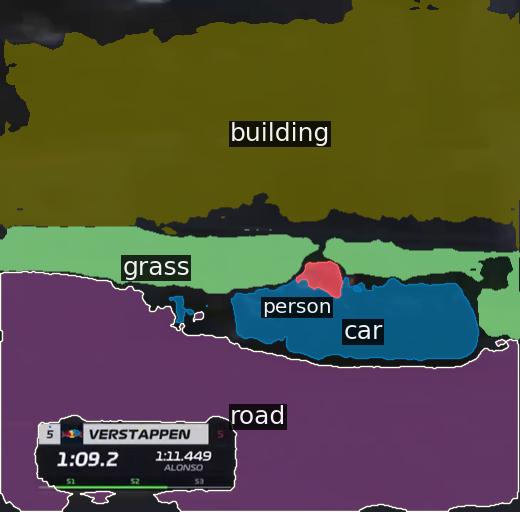 building
grass
person
car
road
5 VERSTAPPEN 5
1:09.2 1:11.449
ALONSO
S1 S2 S3